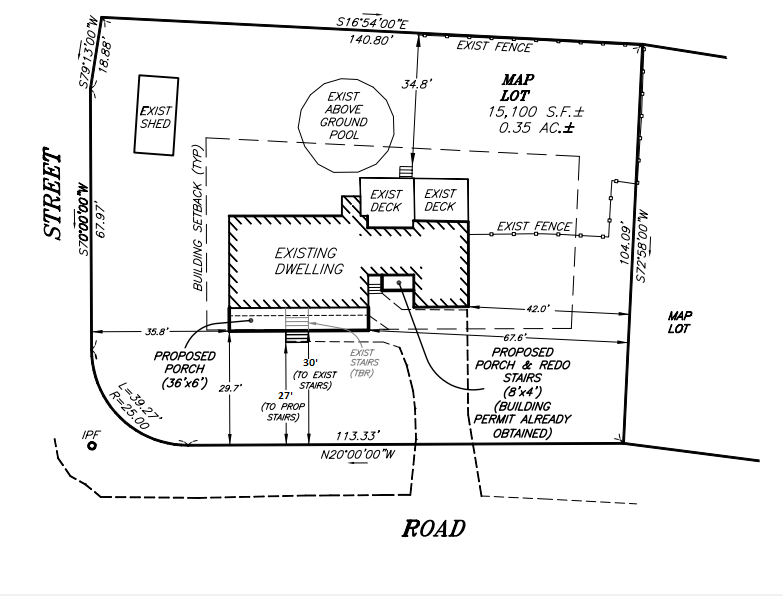 S16°54'00"E
140.80'
EXIST FENCE
S79°13'00"W
18.88'
34.8'
MAP
LOT
15,100 S.F.±
0.35 AC.±
EXIST
SHED
EXIST
ABOVE
GROUND
POOL
STREET
S70°00'00"W
67.97'
BUILDING SETBACK (TYP)
EXIST
DECK
EXIST
DECK
EXIST FENCE
104.09'
S72°58'00"W
EXISTING
DWELLING
42.0'
MAP
LOT
35.8'
67.6'
PROPOSED
PORCH
(36'x6')
29.7'
30'
(TO EXIST
STAIRS)
27'
(TO PROP
STAIRS)
EXIST
STAIRS
(TBR)
PROPOSED
PORCH & REDO
STAIRS
(8'x4')
(BUILDING
PERMIT ALREADY
OBTAINED)
L=39.27'
R=25.00
IPF
113.33'
N20°00'00"W
ROAD